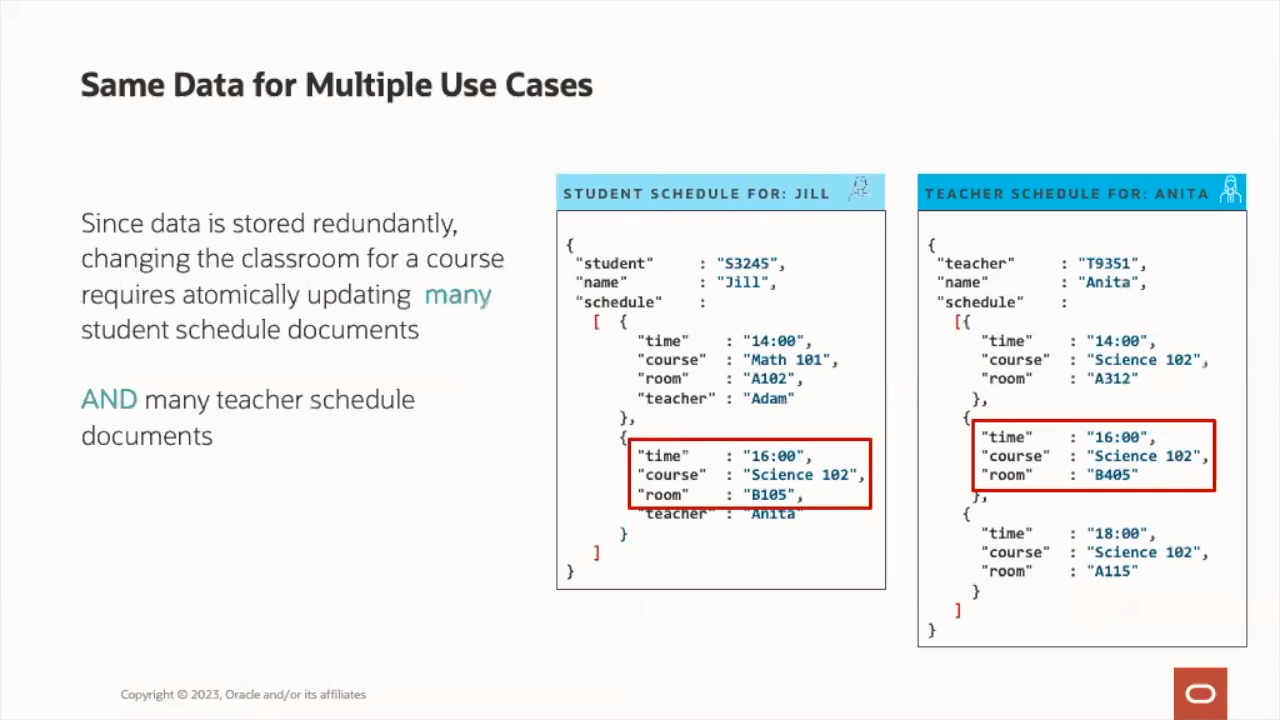 Same Data for Multiple Use Cases
Since data is stored redundantly,
changing the classroom for a course
requires atomically updating many
student schedule documents
AND many teacher schedule
documents
STUDENT SCHEDULE FOR: JILL
{
"student" : "S3245",
"name" : "Jill",
"schedule" :
[ {
"time" : "14:00",
"course" : "Math 101",
"room" : "A102",
"teacher" : "Adam"
},
{
"time" : "16:00",
"course" : "Science 102",
"room" : "B105",
"teacher" : "Anita"
}
]
}
TEACHER SCHEDULE FOR: ANITA
{
"teacher" : "T9351",
"name" : "Anita",
"schedule" :
[{
"time" : "14:00",
"course" : "Science 102",
"room" : "A312"
},
{
"time" : "16:00",
"course" : "Science 102",
"room" : "B405"
},
{
"time" : "18:00",
"course" : "Science 102",
"room" : "A115"
}
]
}
Copyright © 2023, Oracle and/or its affiliates